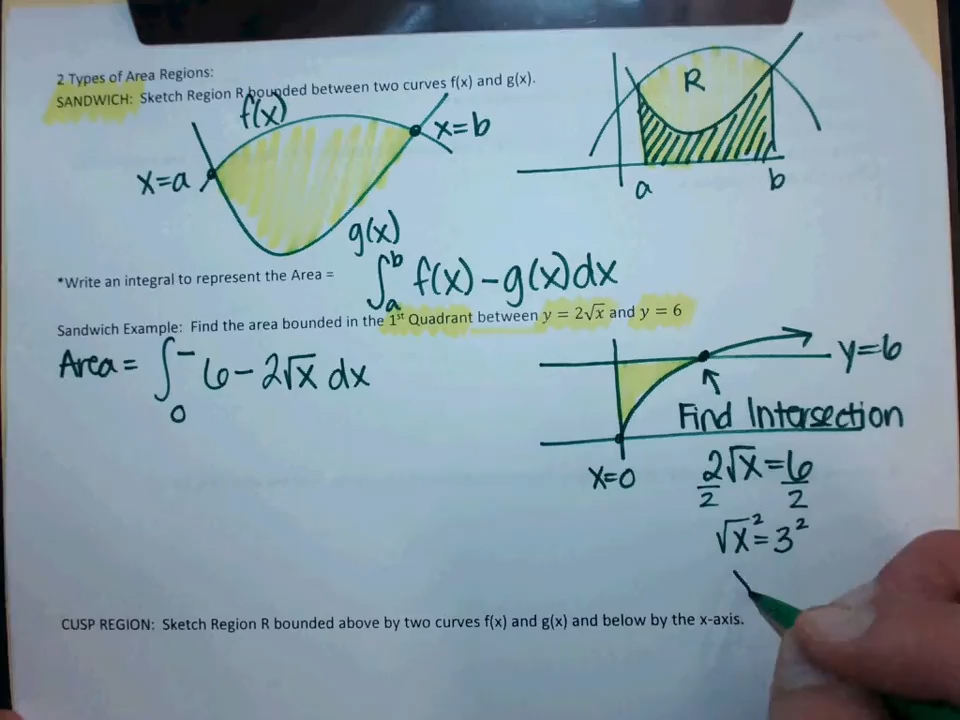 2 Types of Area Regions:
SANDWICH: Sketch Region R bounded between two curves f(x) and g(x).
f(x)
x=a
x=b
g(x)
R
a
b
*Write an integral to represent the Area =
∫ₐᵇ f(x)-g(x)dx
Sandwich Example: Find the area bounded in the 1st Quadrant between y = 2√x and y = 6
Area = ∫₀⁻ 6-2√x dx
y=6
Find Intersection
x=0
2√x=6
2 2
√x²=3²
CUSP REGION: Sketch Region R bounded above by two curves f(x) and g(x) and below by the x-axis.